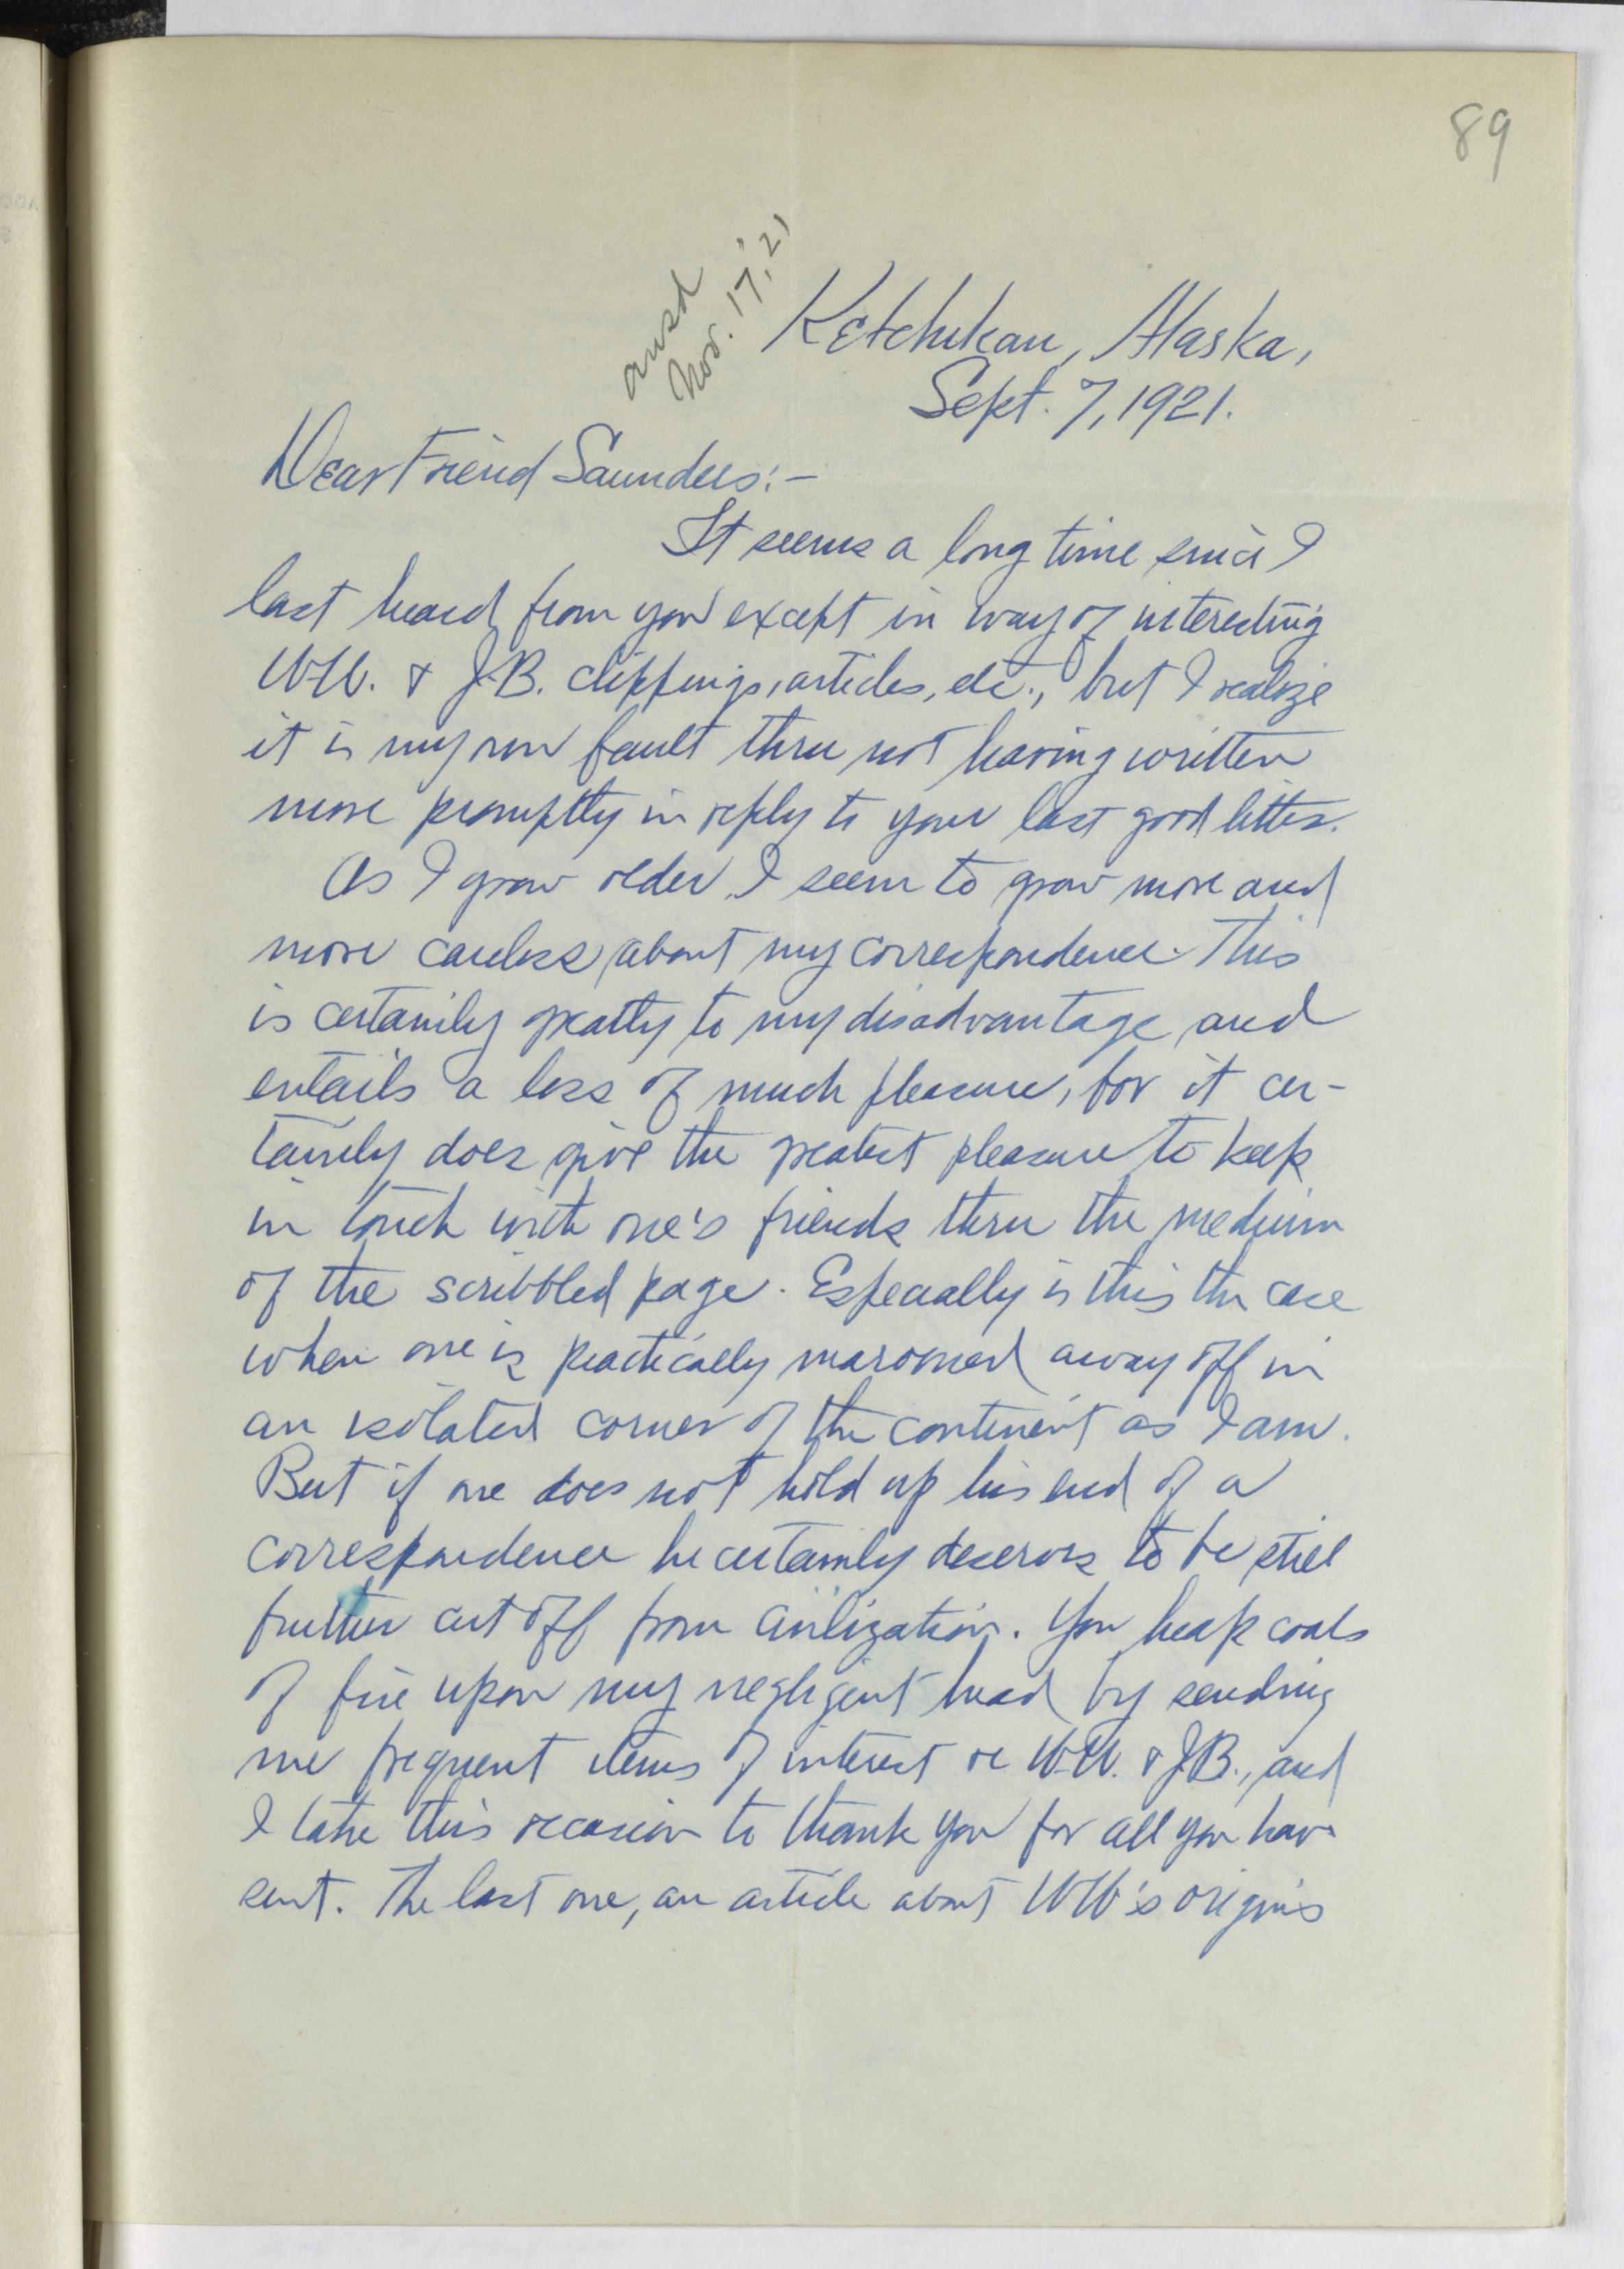 89
ansd
Nov. 17, '21
Ketchikan, Alaska,
Sept. 7, 1921.
Dear Friend Saunders:-
It seems a long time since I
last heard from you except in way of interesting
W.W. & J.B. clippings, articles, etc., but I realize
it is my own fault thru not having written
more promptly in reply to your last good letter.
As I grow older I seem to grow more and
more careless about my correspondence. This
is certainly greatly to my disadvantage and
entails a loss of much pleasure, for it cer-
tainly does give the greatest pleasure to keep
in touch with one's friends thru the medium
of the scribbled page. Especially is this the case
when one is practically marooned away off in
an isolated corner of the continent as I am.
But if one does not hold up his end of a
correspondence he certainly deserves to be still
further cut off from civilization. You heap coals
of fire upon my negligent head by sending
me frequent items of interest re W.W. & J.B., and
I take this occasion to thank you for all you have
sent. The last one, an article about WW's origins